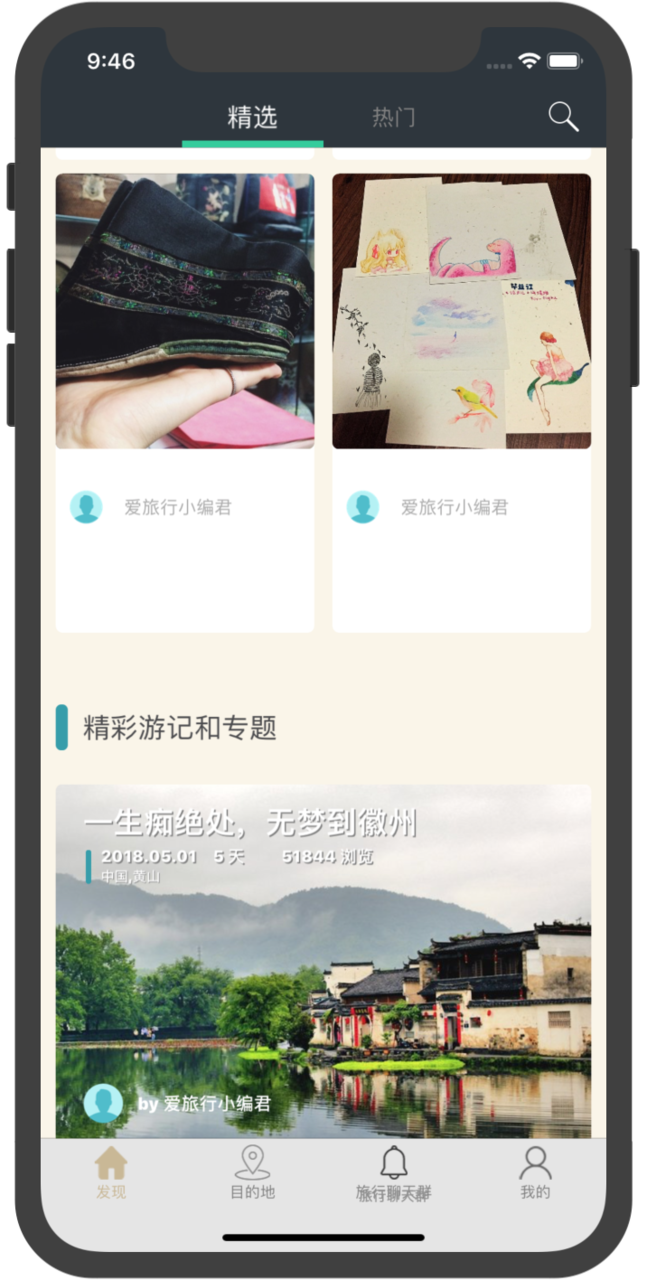 9:46
精选 热门
爱旅行小编君 爱旅行小编君
精彩游记和专题
一生痴绝处，无梦到徽州
2018.05.01 5 天 51844 浏览
中国,黄山
by 爱旅行小编君
发现 目的地 旅行聊天群 我的